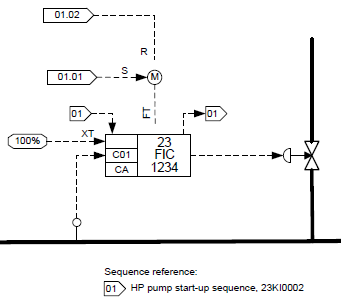 01.02
R
01.01
S
M
FT
01
01
XT
100%
23
FIC
1234
C01
CA
Sequence reference:
01 HP pump start-up sequence, 23KI0002